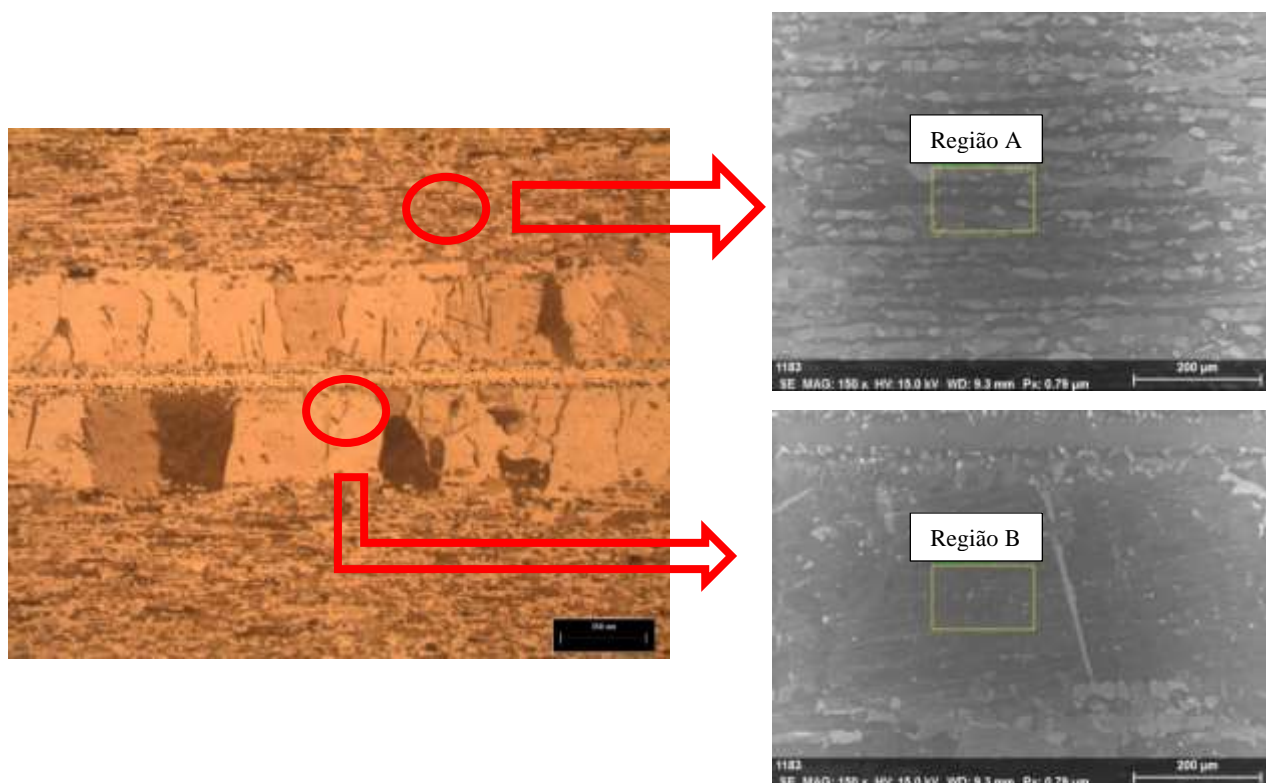 Região A
1183
200 µm
SE MAG: 150 x HV: 15.0 kV WD: 9.3 mm Px: 0.79 µm
Região B
1183
200 µm
SE MAG: 150 x HV: 15.0 kV WD: 9.3 mm Px: 0.79 µm